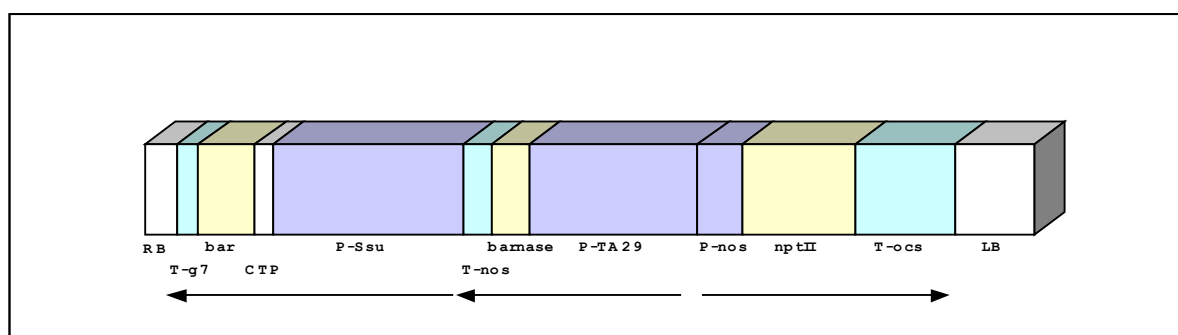 RB bar P-Ssu barnase P-TA29 P-nos nptII T-ocs LB
T-g7 CTP T-nos